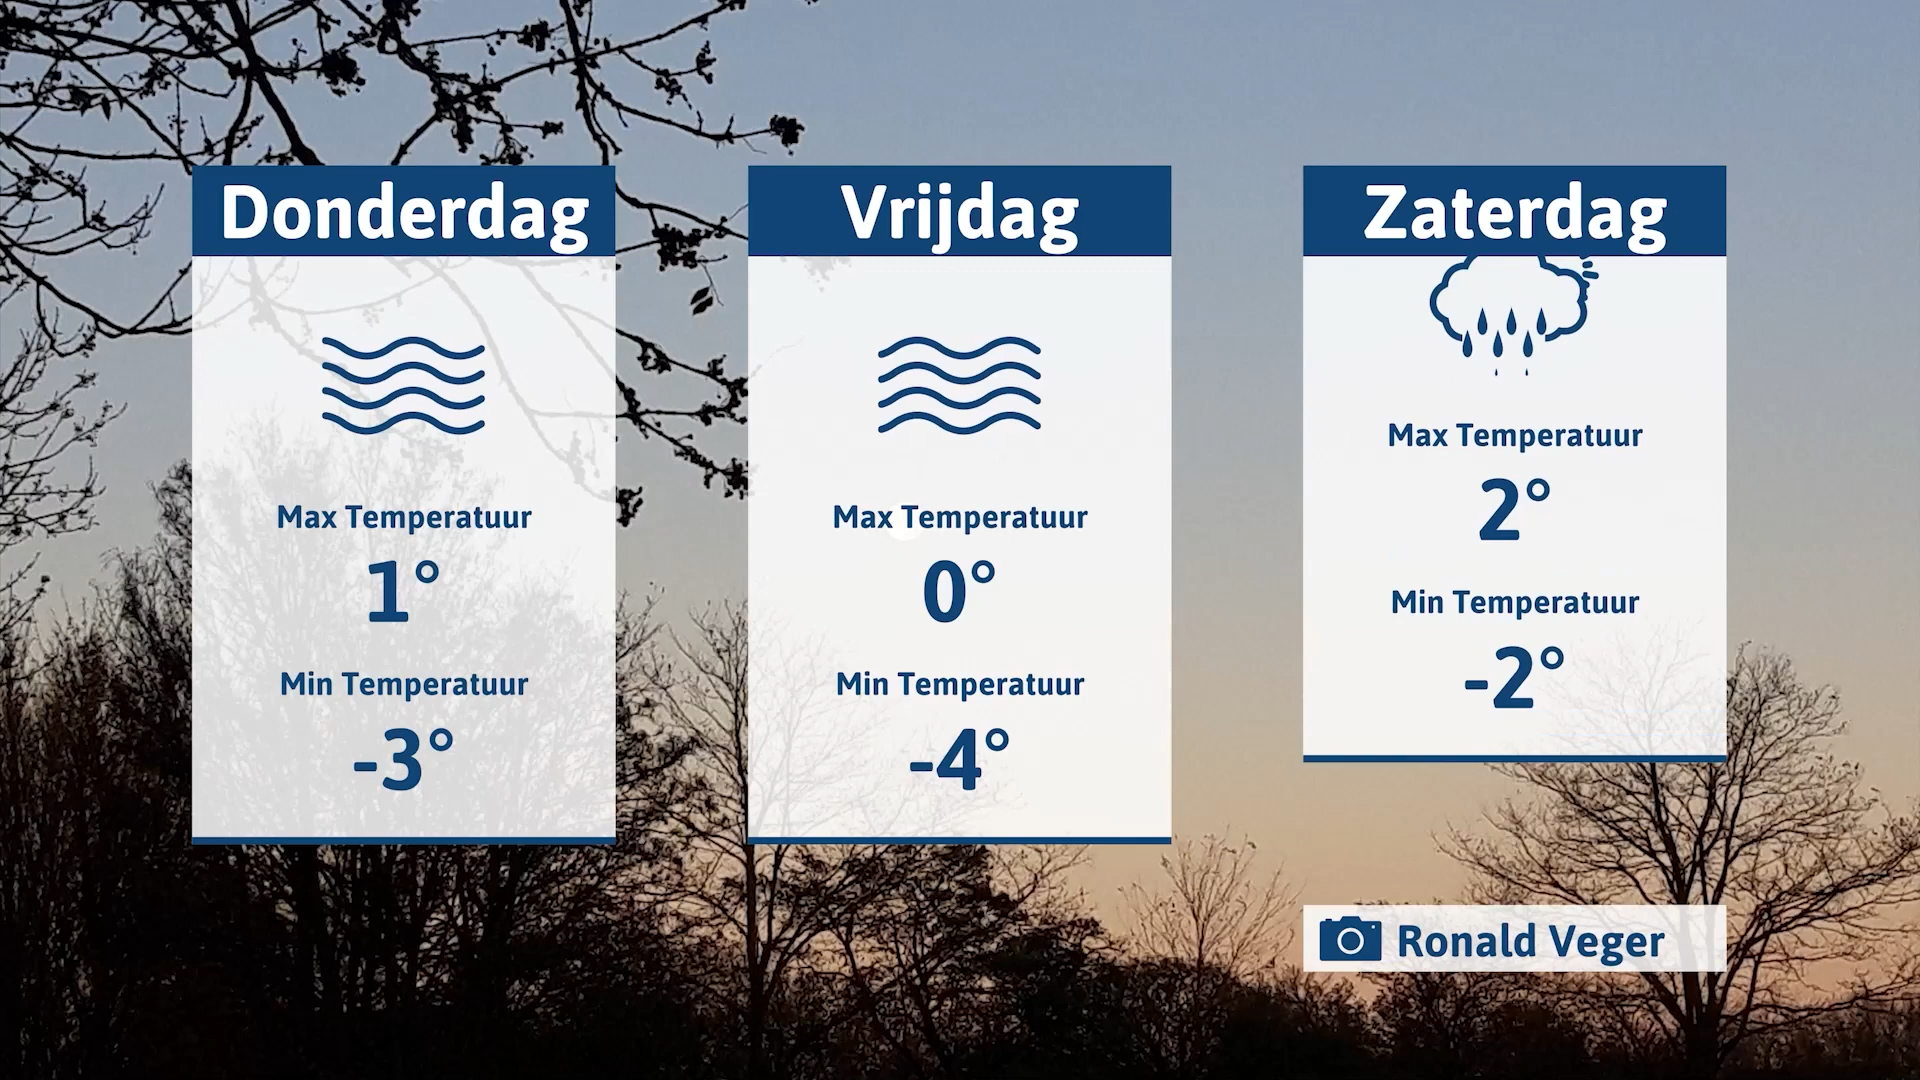 Donderdag
Max Temperatuur
1°
Min Temperatuur
-3°
Vrijdag
Max Temperatuur
0°
Min Temperatuur
-4°
Zaterdag
Max Temperatuur
2°
Min Temperatuur
-2°
Ronald Veger